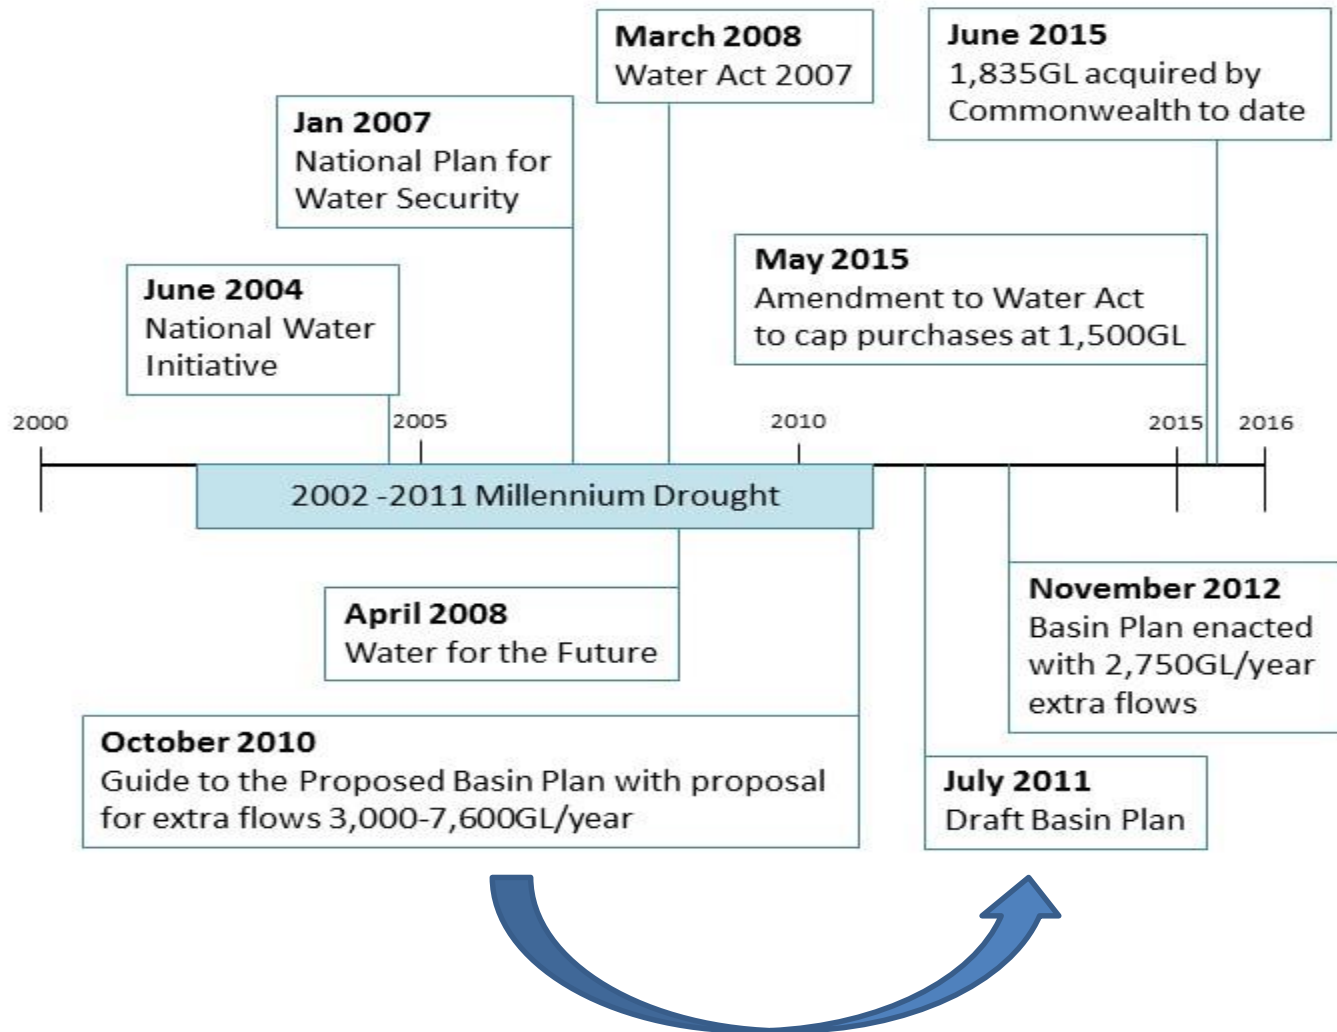 March 2008
Water Act 2007
June 2015
1,835GL acquired by
Commonwealth to date
Jan 2007
National Plan for
Water Security
May 2015
Amendment to Water Act
to cap purchases at 1,500GL
June 2004
National Water
Initiative
2000
2005
2010
2015
2016
2002 -2011 Millennium Drought
April 2008
Water for the Future
November 2012
Basin Plan enacted
with 2,750GL/year
extra flows
October 2010
Guide to the Proposed Basin Plan with proposal
for extra flows 3,000-7,600GL/year
July 2011
Draft Basin Plan